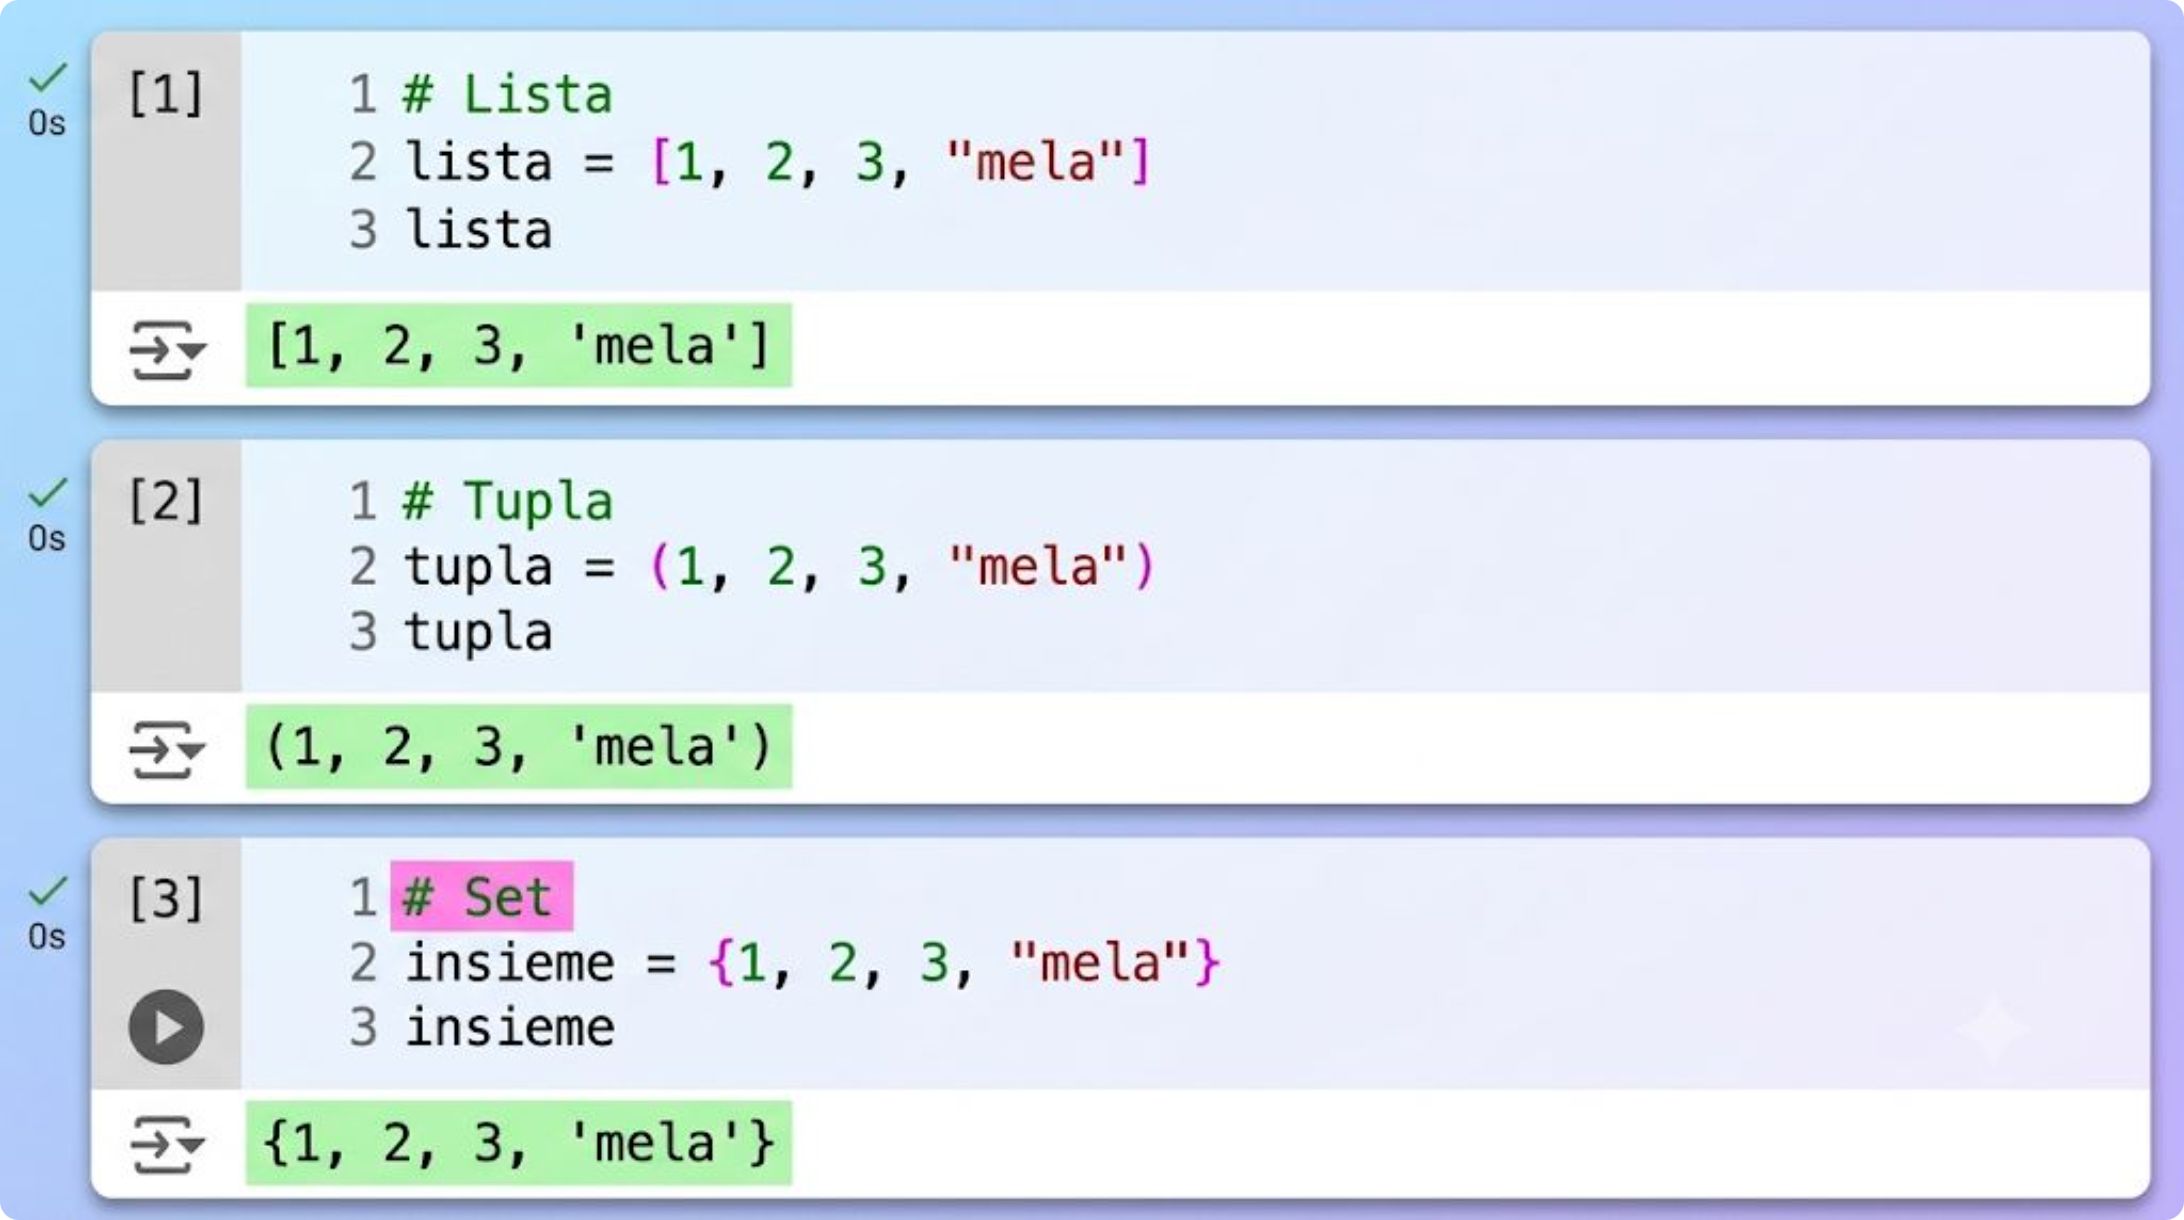 0s
[1]
1 # Lista
2 lista = [1, 2, 3, "mela"]
3 lista
[1, 2, 3, 'mela']
0s
[2]
1 # Tupla
2 tupla = (1, 2, 3, "mela")
3 tupla
(1, 2, 3, 'mela')
0s
[3]
1 # Set
2 insieme = {1, 2, 3, "mela"}
3 insieme
{1, 2, 3, 'mela'}